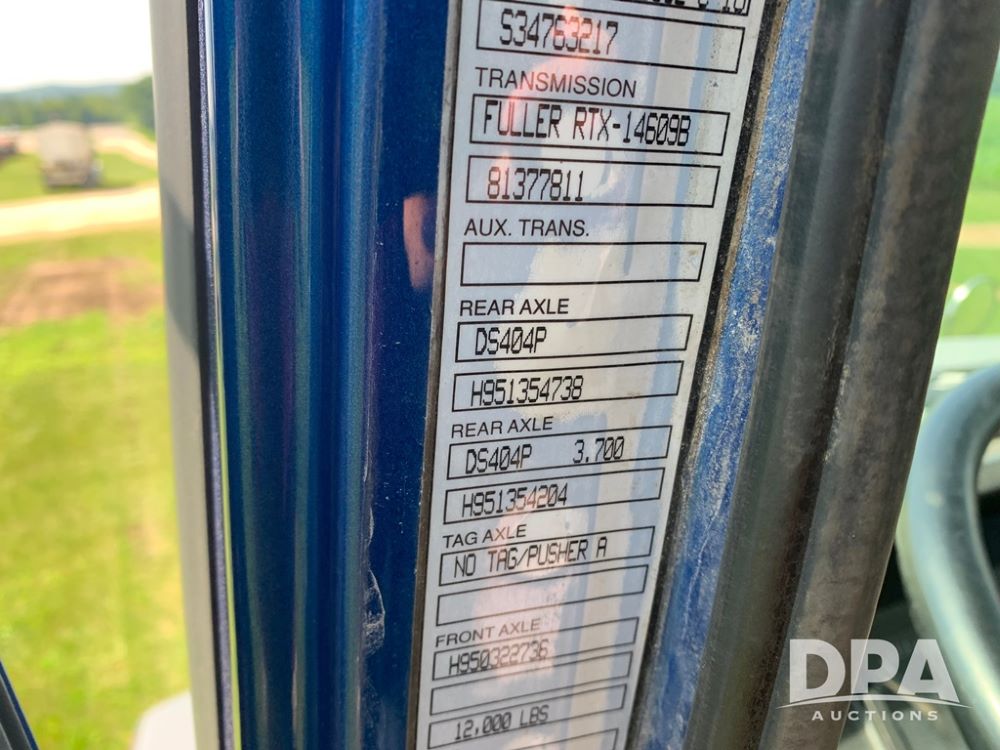 S34763217
TRANSMISSION
FULLER RTX-14609B
81377811
AUX. TRANS.
REAR AXLE
DS404P
H951354738
REAR AXLE
DS404P 3.700
H951354204
TAG AXLE
NO TAG/PUSHER A
FRONT AXLE
H950322736
12,000 LBS
DPA
AUCTIONS